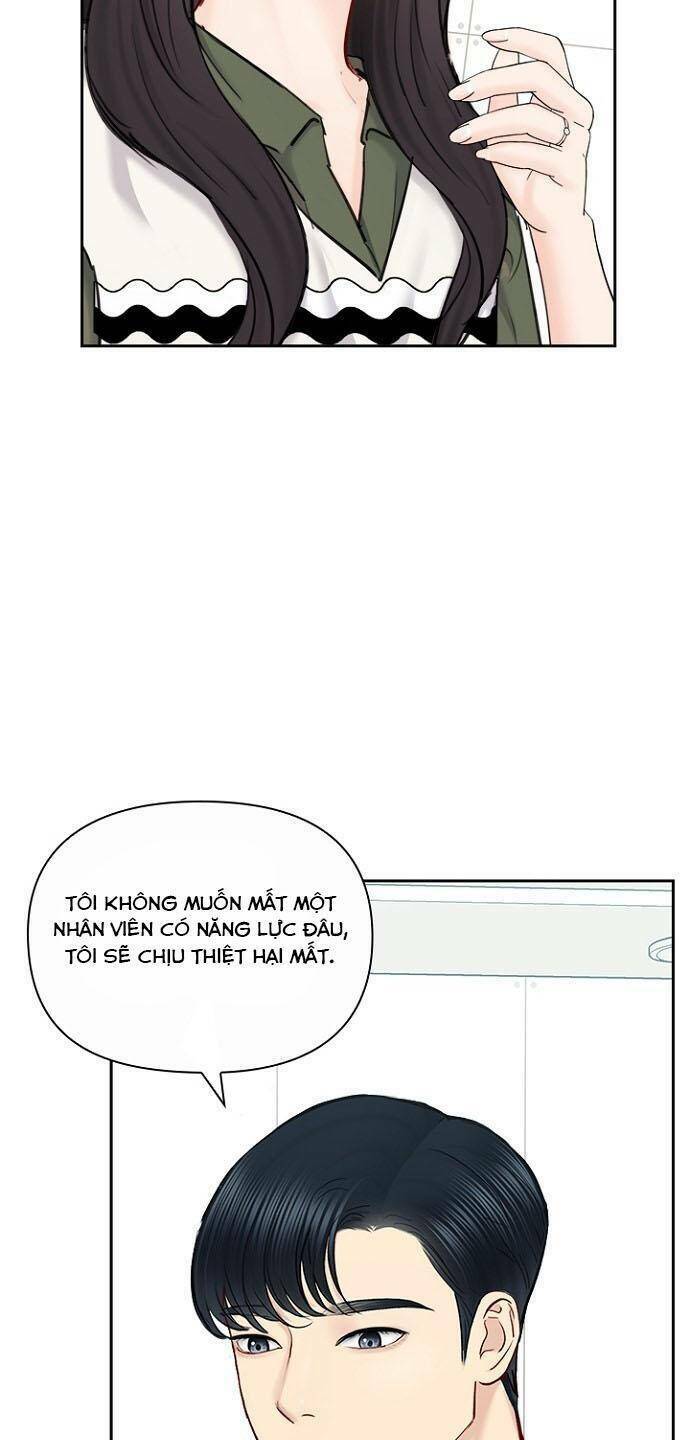 TÔI KHÔNG MUỐN MẤT MỘT
NHÂN VIÊN CÓ NĂNG LỰC ĐÂU,
TÔI SẼ CHỊU THIỆT HẠI MẤT.